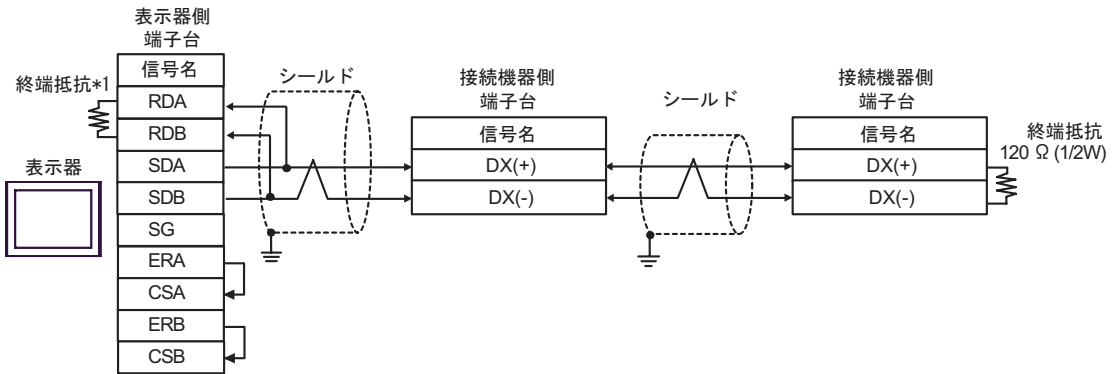 表示器側
端子台
信号名
終端抵抗*1
RDA
RDB
SDA
SDB
SG
ERA
CSA
ERB
CSB
表示器
シールド
接続機器側
端子台
信号名
DX(+)
DX(-)
シールド
接続機器側
端子台
信号名
DX(+)
DX(-)
終端抵抗
120 Ω (1/2W)